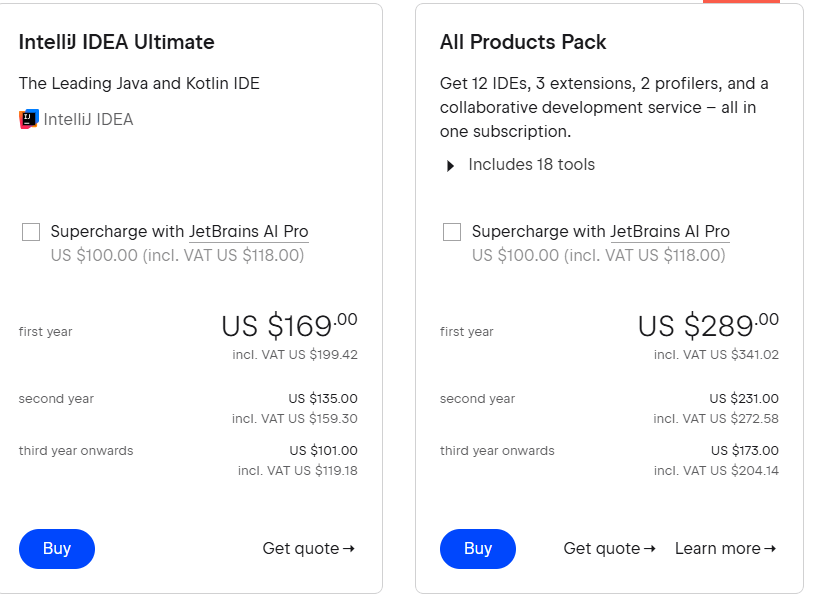 IntelliJ IDEA Ultimate
The Leading Java and Kotlin IDE
IJ
IntelliJ IDEA
Supercharge with JetBrains AI Pro
US $100.00 (incl. VAT US $118.00)
first year
US $169.00
incl. VAT US $199.42
second year
US $135.00
incl. VAT US $159.30
third year onwards
US $101.00
incl. VAT US $119.18
Buy
Get quote→
All Products Pack
Get 12 IDEs, 3 extensions, 2 profilers, and a
collaborative development service – all in
one subscription.
Includes 18 tools
Supercharge with JetBrains AI Pro
US $100.00 (incl. VAT US $118.00)
first year
US $289.00
incl. VAT US $341.02
second year
US $231.00
incl. VAT US $272.58
third year onwards
US $173.00
incl. VAT US $204.14
Buy
Get quote→
Learn more→